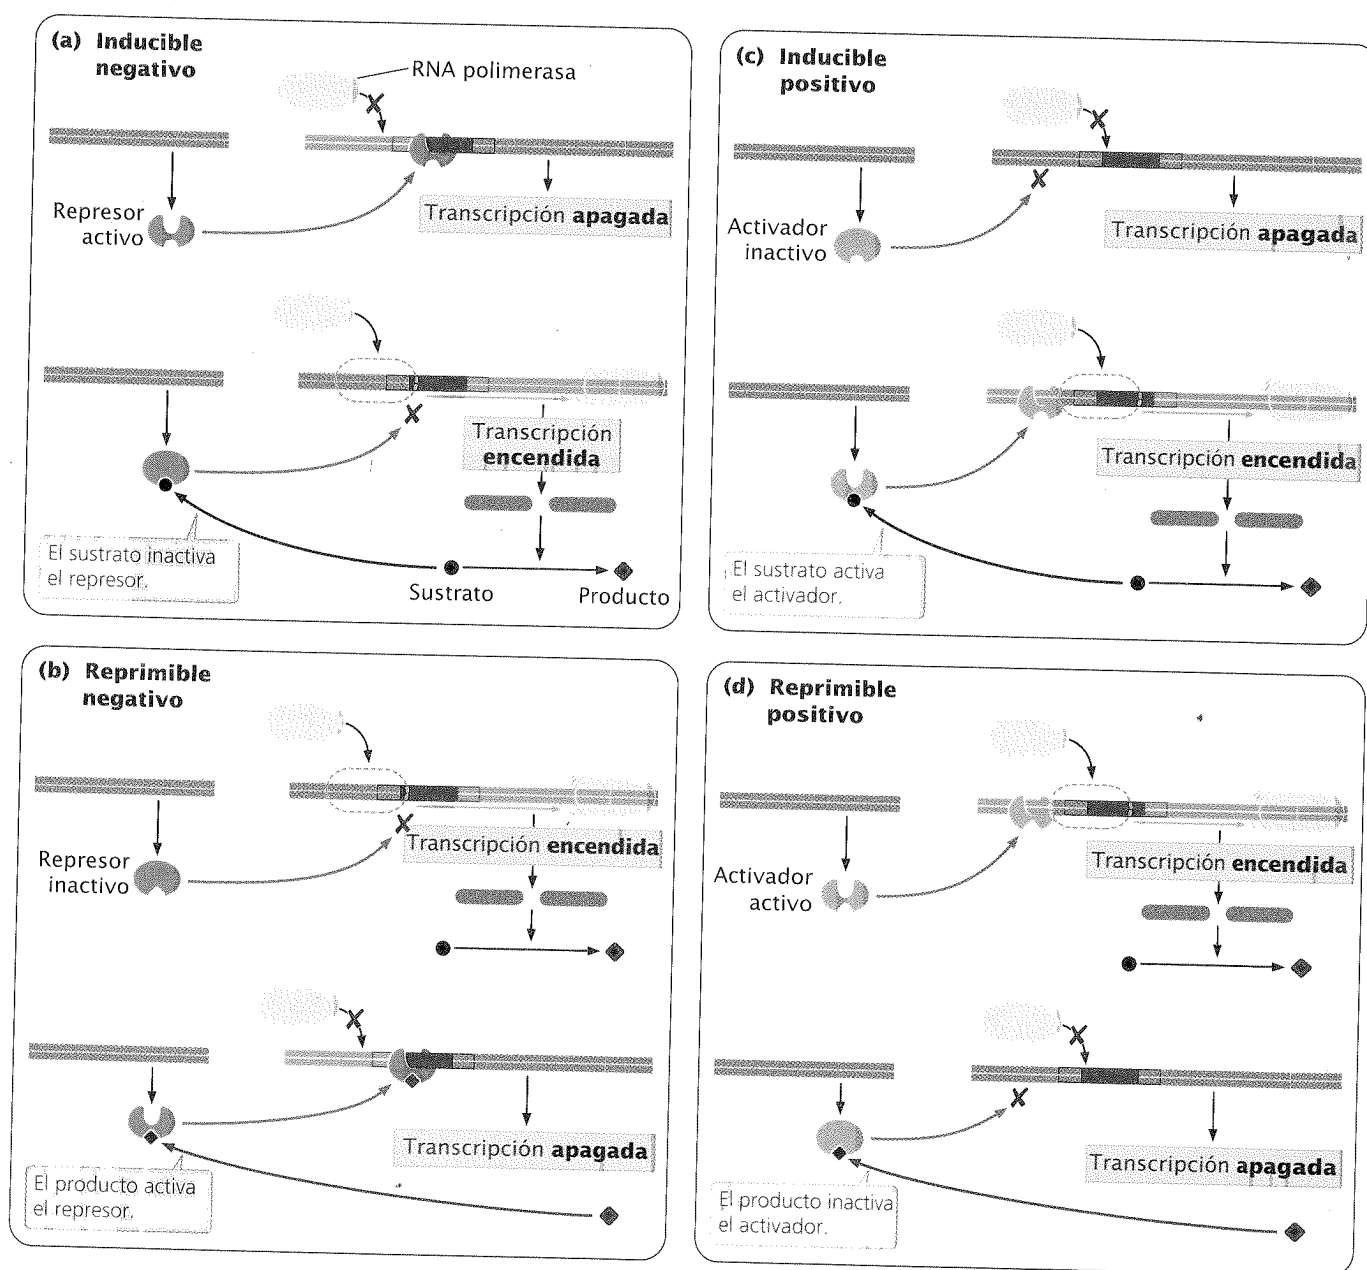 (a) Inducible
negativo
RNA polimerasa
Represor
activo
Transcripción apagada
Transcripción
encendida
El sustrato inactiva
el represor.
Sustrato
Producto
(b) Reprimible
negativo
Represor
inactivo
Transcripción encendida
Transcripción apagada
El producto activa
el represor.
(c) Inducible
positivo
Activador
inactivo
Transcripción apagada
Transcripción encendida
El sustrato activa
el activador.
(d) Reprimible
positivo
Activador
activo
Transcripción encendida
Transcripción apagada
El producto inactiva
el activador.